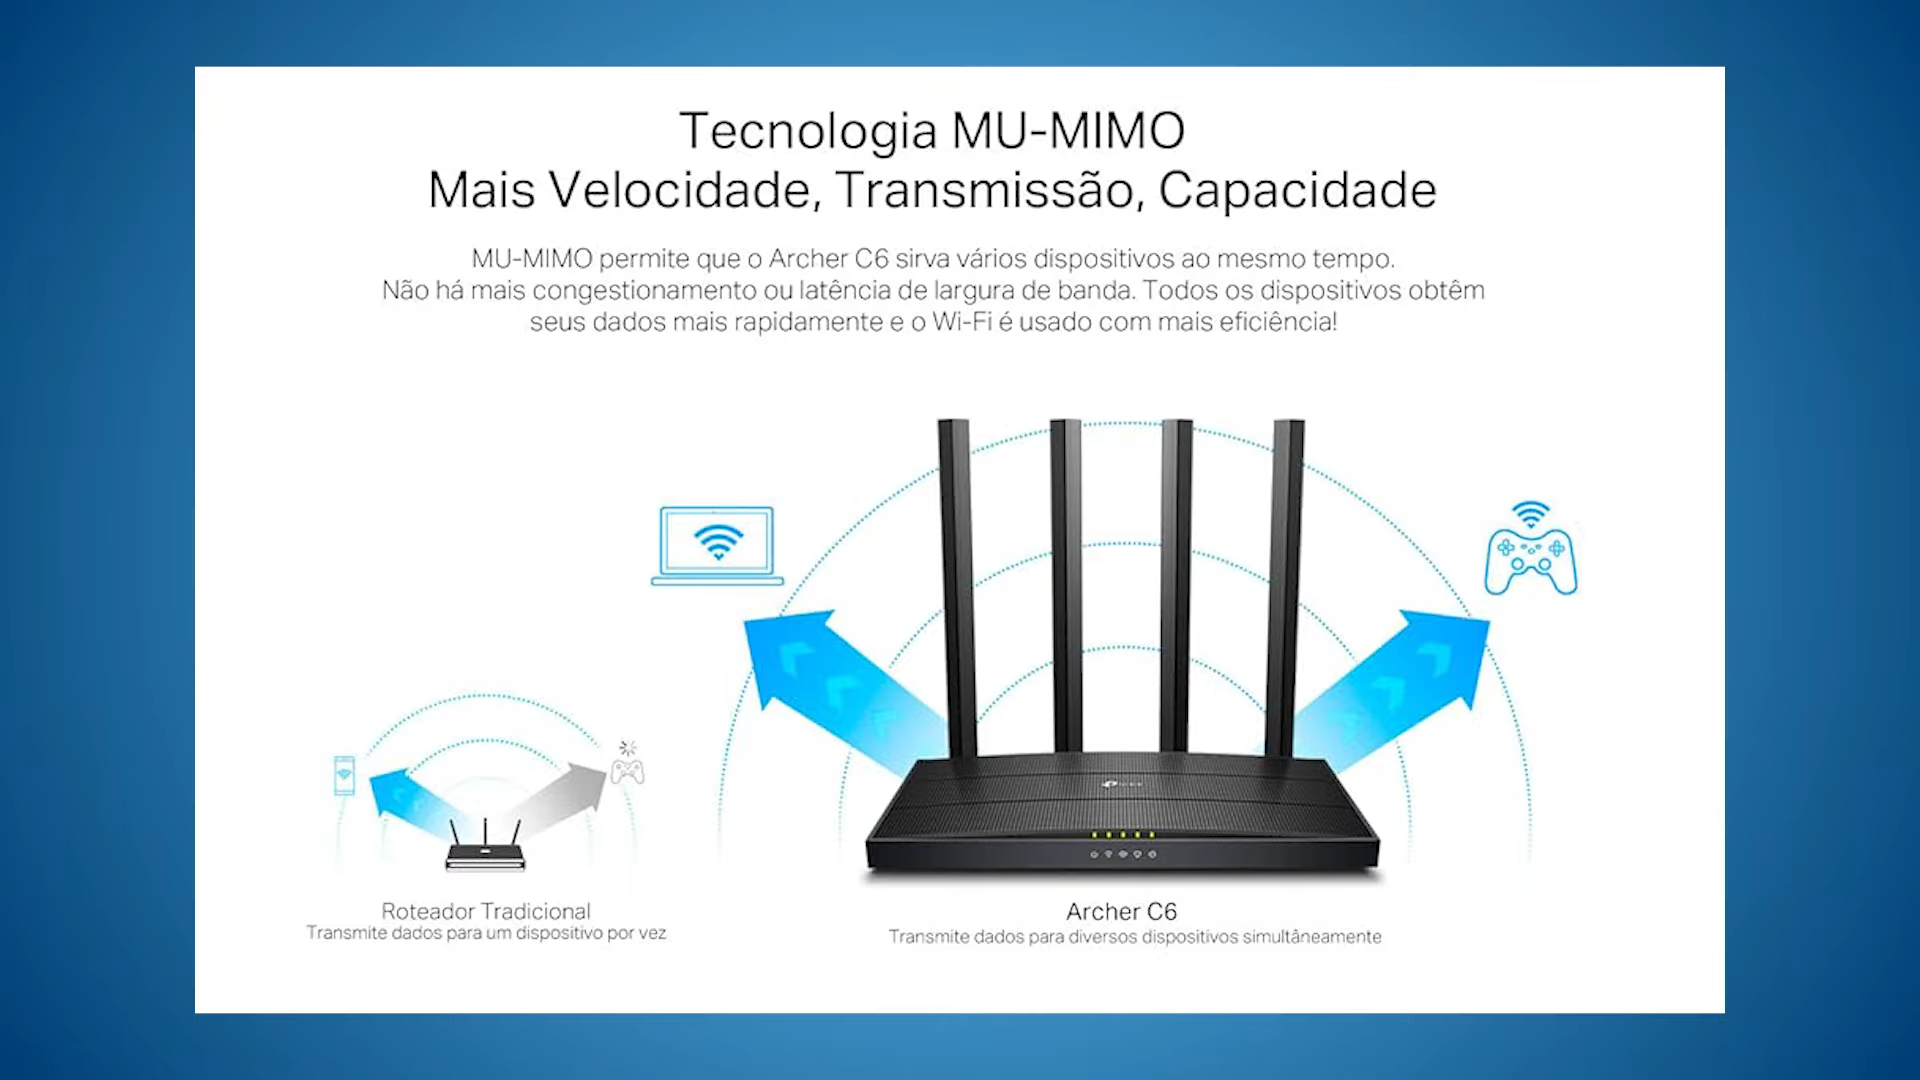 Tecnologia MU-MIMO
Mais Velocidade, Transmissão, Capacidade
MU-MIMO permite que o Archer C6 sirva vários dispositivos ao mesmo tempo.
Não há mais congestionamento ou latência de largura de banda. Todos os dispositivos obtêm
seus dados mais rapidamente e o Wi-Fi é usado com mais eficiência!
Roteador Tradicional
Transmite dados para um dispositivo por vez
Archer C6
Transmite dados para diversos dispositivos simultâneamente